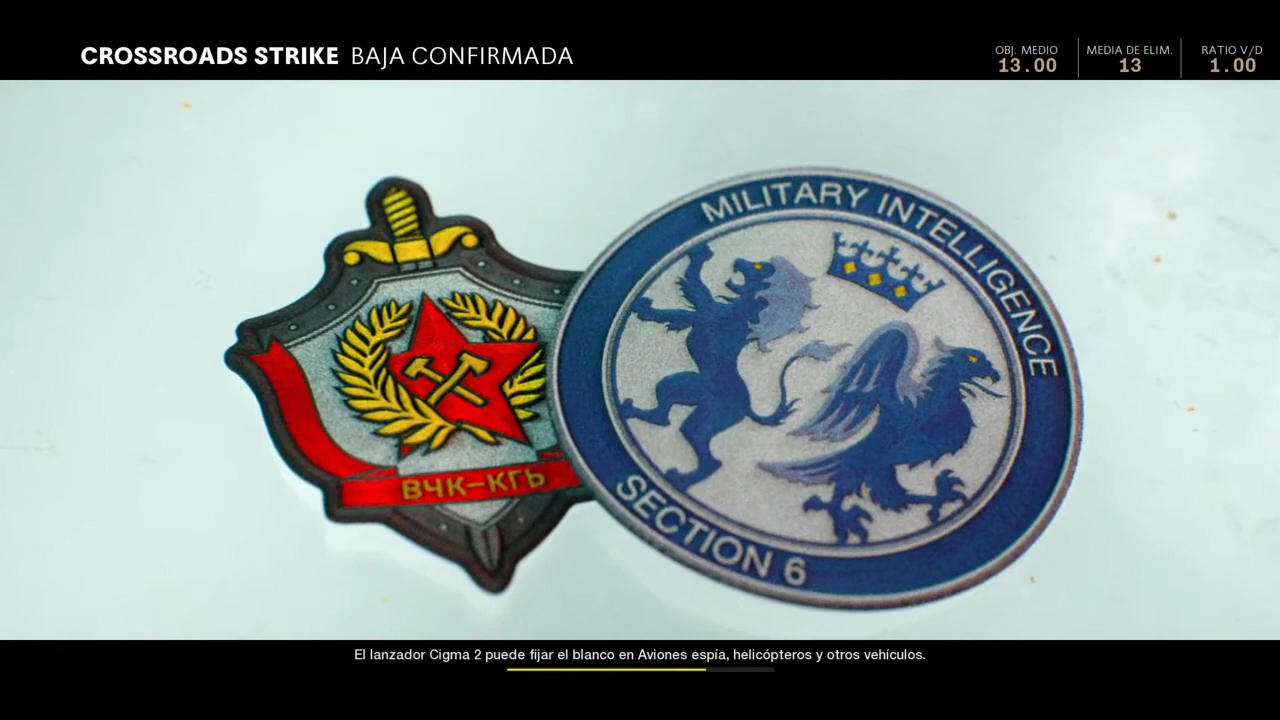 CROSSROADS STRIKE BAJA CONFIRMADA
OBJ. MEDIO
13.00
MEDIA DE ELIM.
13
RATIO V/D
1.00
MILITARY INTELLIGENCE
SECTION 6
ВЧК-КГЬ
El lanzador Cigma 2 puede fijar el blanco en Aviones espía, helicópteros y otros vehículos.